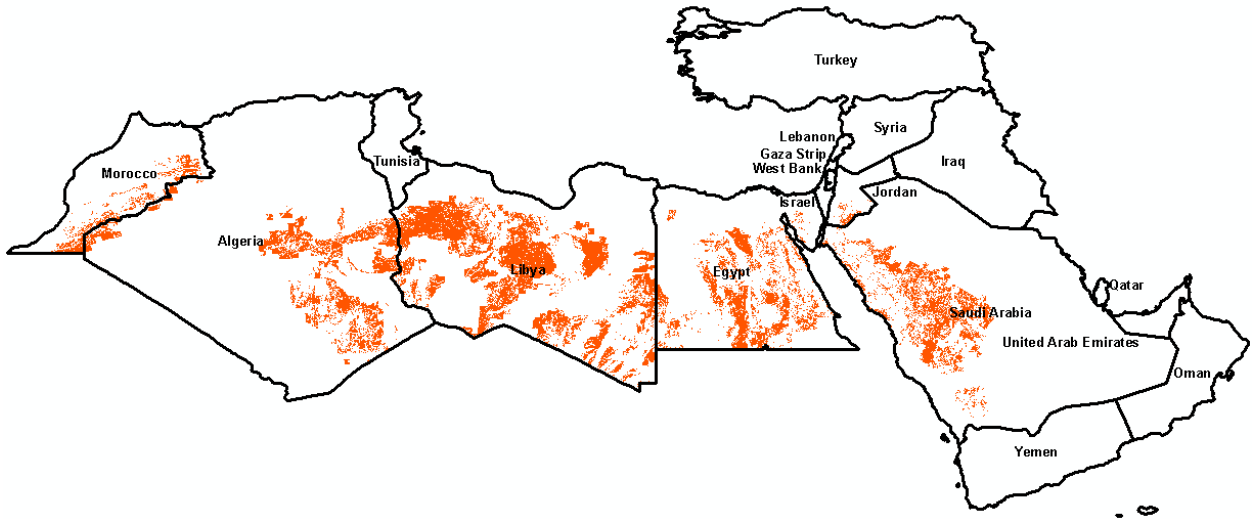 Turkey
Syria
Lebanon
Gaza Strip
West Bank
Iraq
Tunisia
Morocco
Jordan
Israel
Algeria
Libya
Egypt
Qatar
Saudi Arabia
United Arab Emirates
Oman
Yemen